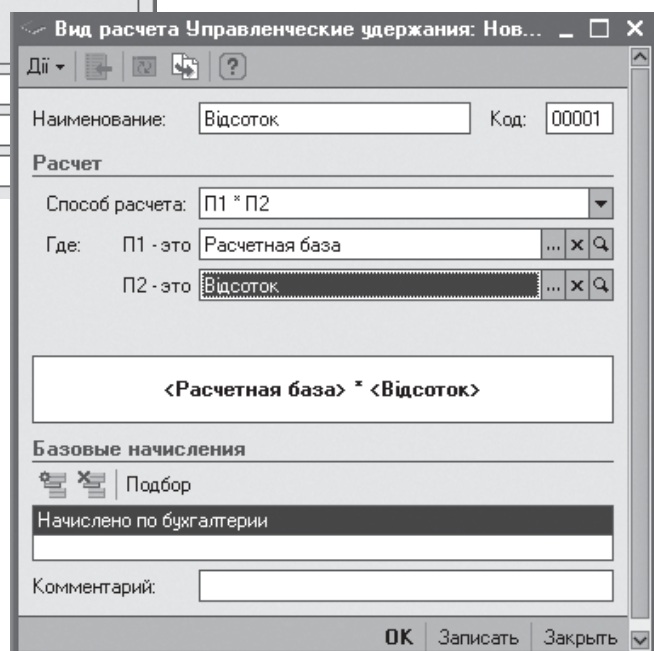 Вид расчета Управленческие удержания: Нов...
Дії
Наименование: Відсоток Код: 00001
Расчет
Способ расчета: П1 * П2
Где: П1 - это Расчетная база
П2 - это Відсоток
<Расчетная база> * <Відсоток>
Базовые начисления
Подбор
Начислено по бухгалтерии
Комментарий:
OK Записать Закрыть